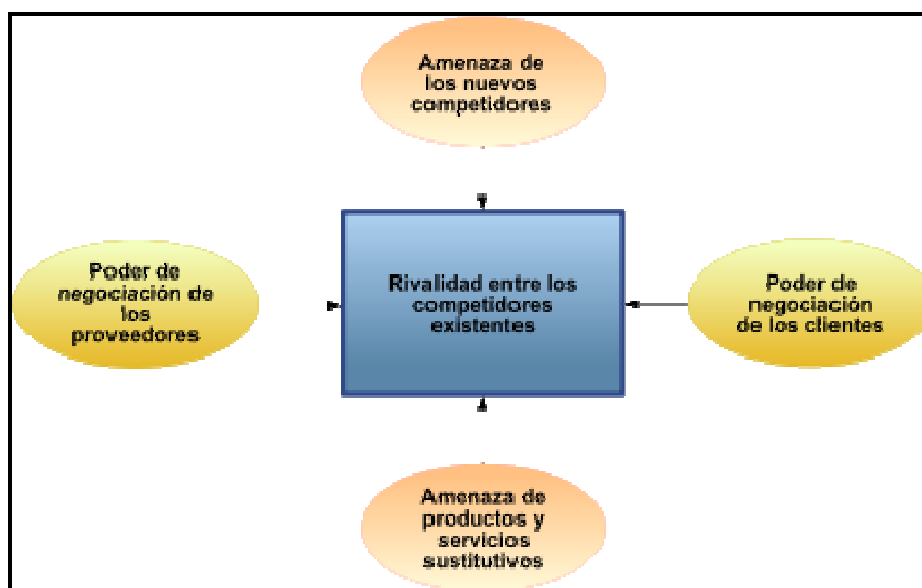 Amenaza de
los nuevos
competidores
Poder de
negociación de
los
proveedores
Rivalidad entre los
competidores
existentes
Poder de
negociación
de los clientes
Amenaza de
productos y
servicios
sustitutivos